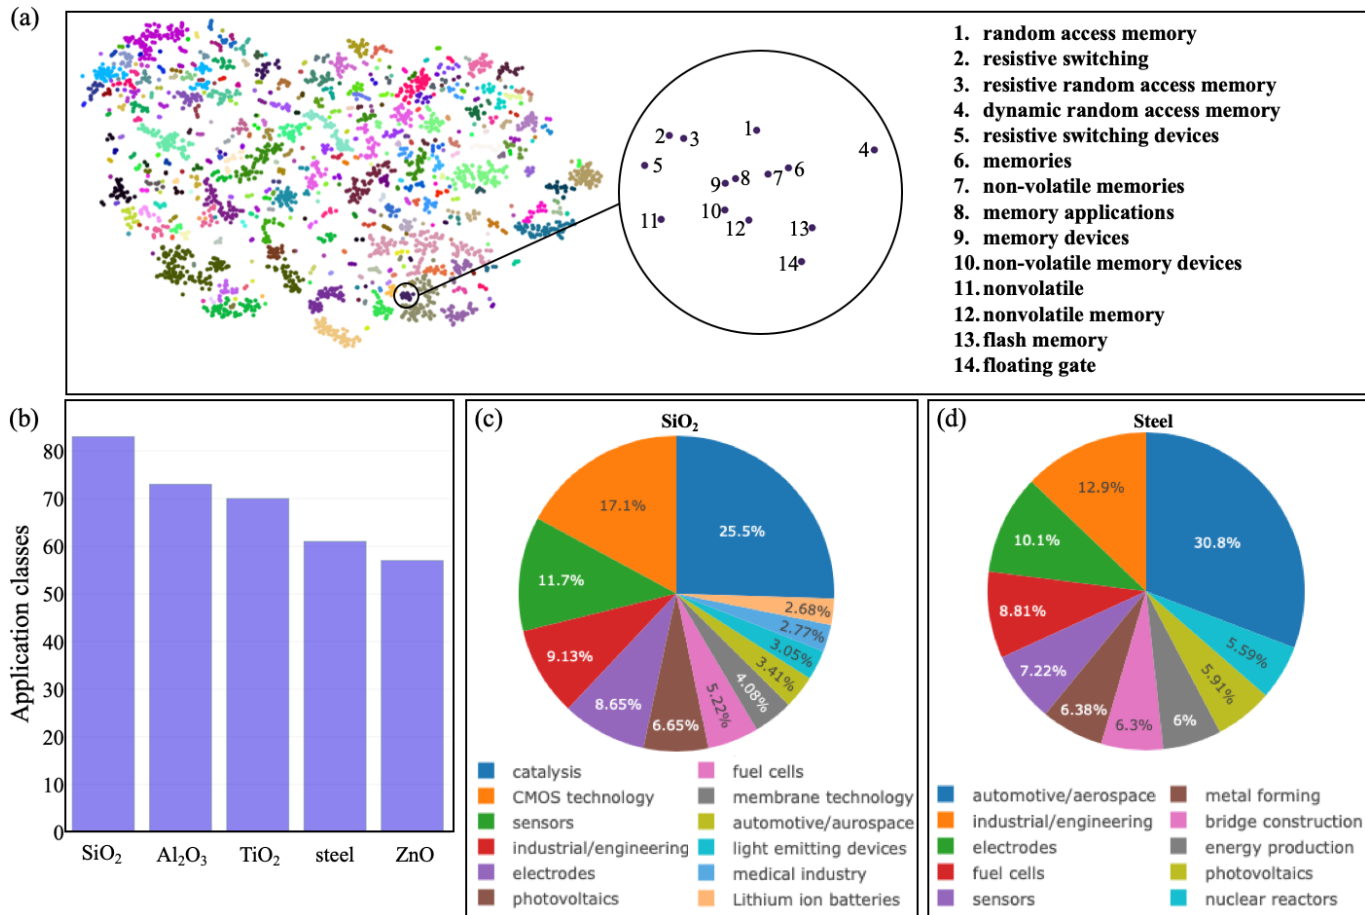 (a)
1. random access memory
2. resistive switching
3. resistive random access memory
4. dynamic random access memory
5. resistive switching devices
6. memories
7. non-volatile memories
8. memory applications
9. memory devices
10. non-volatile memory devices
11. nonvolatile
12. nonvolatile memory
13. flash memory
14. floating gate
1
2
3
4
5
6
7
8
9
10
11
12
13
14
(b)
Application classes
80
70
60
50
40
30
20
10
0
SiO₂
Al₂O₃
TiO₂
steel
ZnO
(c)
SiO₂
25.5%
17.1%
11.7%
9.13%
8.65%
6.65%
5.22%
4.08%
3.41%
3.05%
2.77%
2.68%
catalysis
CMOS technology
sensors
industrial/engineering
electrodes
photovoltaics
fuel cells
membrane technology
automotive/aurospace
light emitting devices
medical industry
Lithium ion batteries
(d)
Steel
30.8%
12.9%
10.1%
8.81%
7.22%
6.38%
6.3%
6%
5.91%
5.59%
automotive/aerospace
industrial/engineering
electrodes
fuel cells
sensors
metal forming
bridge construction
energy production
photovoltaics
nuclear reactors